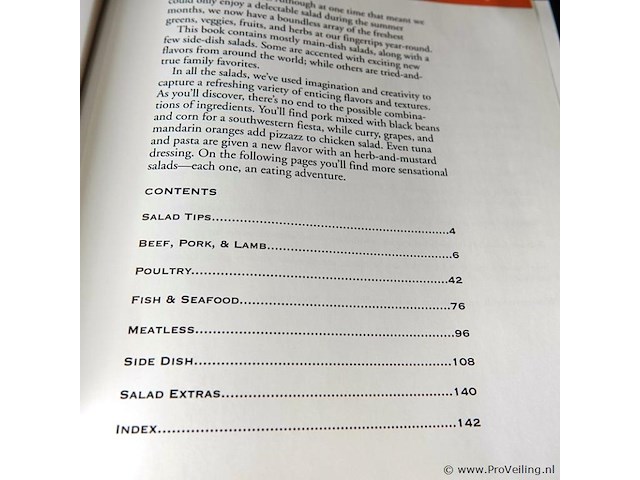 although at one time that meant we
could only enjoy a delectable salad during the summer
months, we now have a boundless array of the freshest
greens, veggies, fruits, and herbs at our fingertips year-round.
This book contains mostly main-dish salads, along with a
few side-dish salads. Some are accented with exciting new
flavors from around the world; while others are tried-and-
true family favorites.
In all the salads, we've used imagination and creativity to
capture a refreshing variety of enticing flavors and textures.
As you'll discover, there's no end to the possible combina-
tions of ingredients. You'll find pork mixed with black beans
and corn for a southwestern fiesta, while curry, grapes, and
mandarin oranges add pizzazz to chicken salad. Even tuna
and pasta are given a new flavor with an herb-and-mustard
dressing. On the following pages you'll find more sensational
salads—each one, an eating adventure.
CONTENTS
SALAD TIPS....................................................4
BEEF, PORK, & LAMB........................................6
POULTRY........................................................42
FISH & SEAFOOD.............................................76
MEATLESS......................................................96
SIDE DISH......................................................108
SALAD EXTRAS................................................140
INDEX.............................................................142
© www.ProVeiling.nl